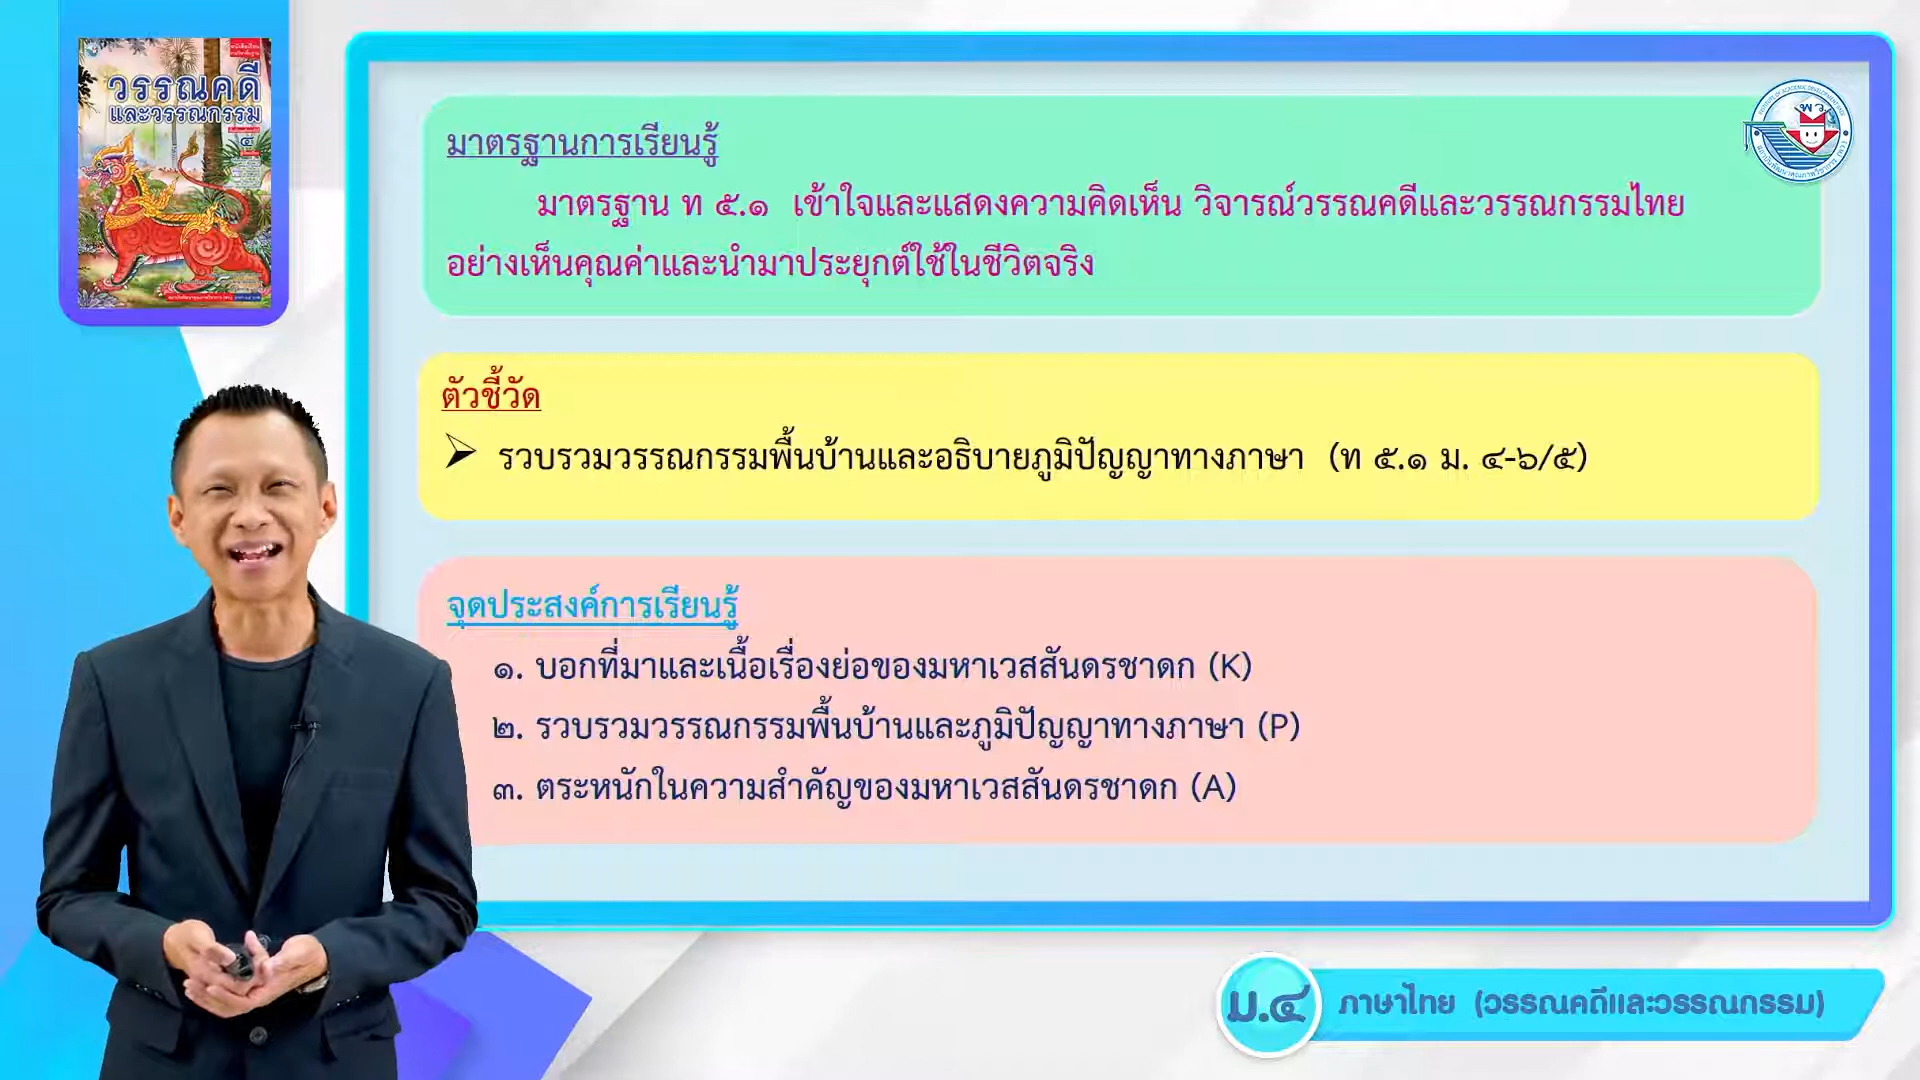 วรรณคดี
และวรรณกรรม
๔
มาตรฐานการเรียนรู้
มาตรฐาน ท ๕.๑ เข้าใจและแสดงความคิดเห็น วิจารณ์วรรณคดีและวรรณกรรมไทย
อย่างเห็นคุณค่าและนำมาประยุกต์ใช้ในชีวิตจริง
พว
ตัวชี้วัด
รวบรวมวรรณกรรมพื้นบ้านและอธิบายภูมิปัญญาทางภาษา (ท ๕.๑ ม. ๔-๖/๕)
จุดประสงค์การเรียนรู้
๑. บอกที่มาและเนื้อเรื่องย่อของมหาเวสสันดรชาดก (K)
๒. รวบรวมวรรณกรรมพื้นบ้านและภูมิปัญญาทางภาษา (P)
๓. ตระหนักในความสำคัญของมหาเวสสันดรชาดก (A)
ม.๔ ภาษาไทย (วรรณคดีและวรรณกรรม)